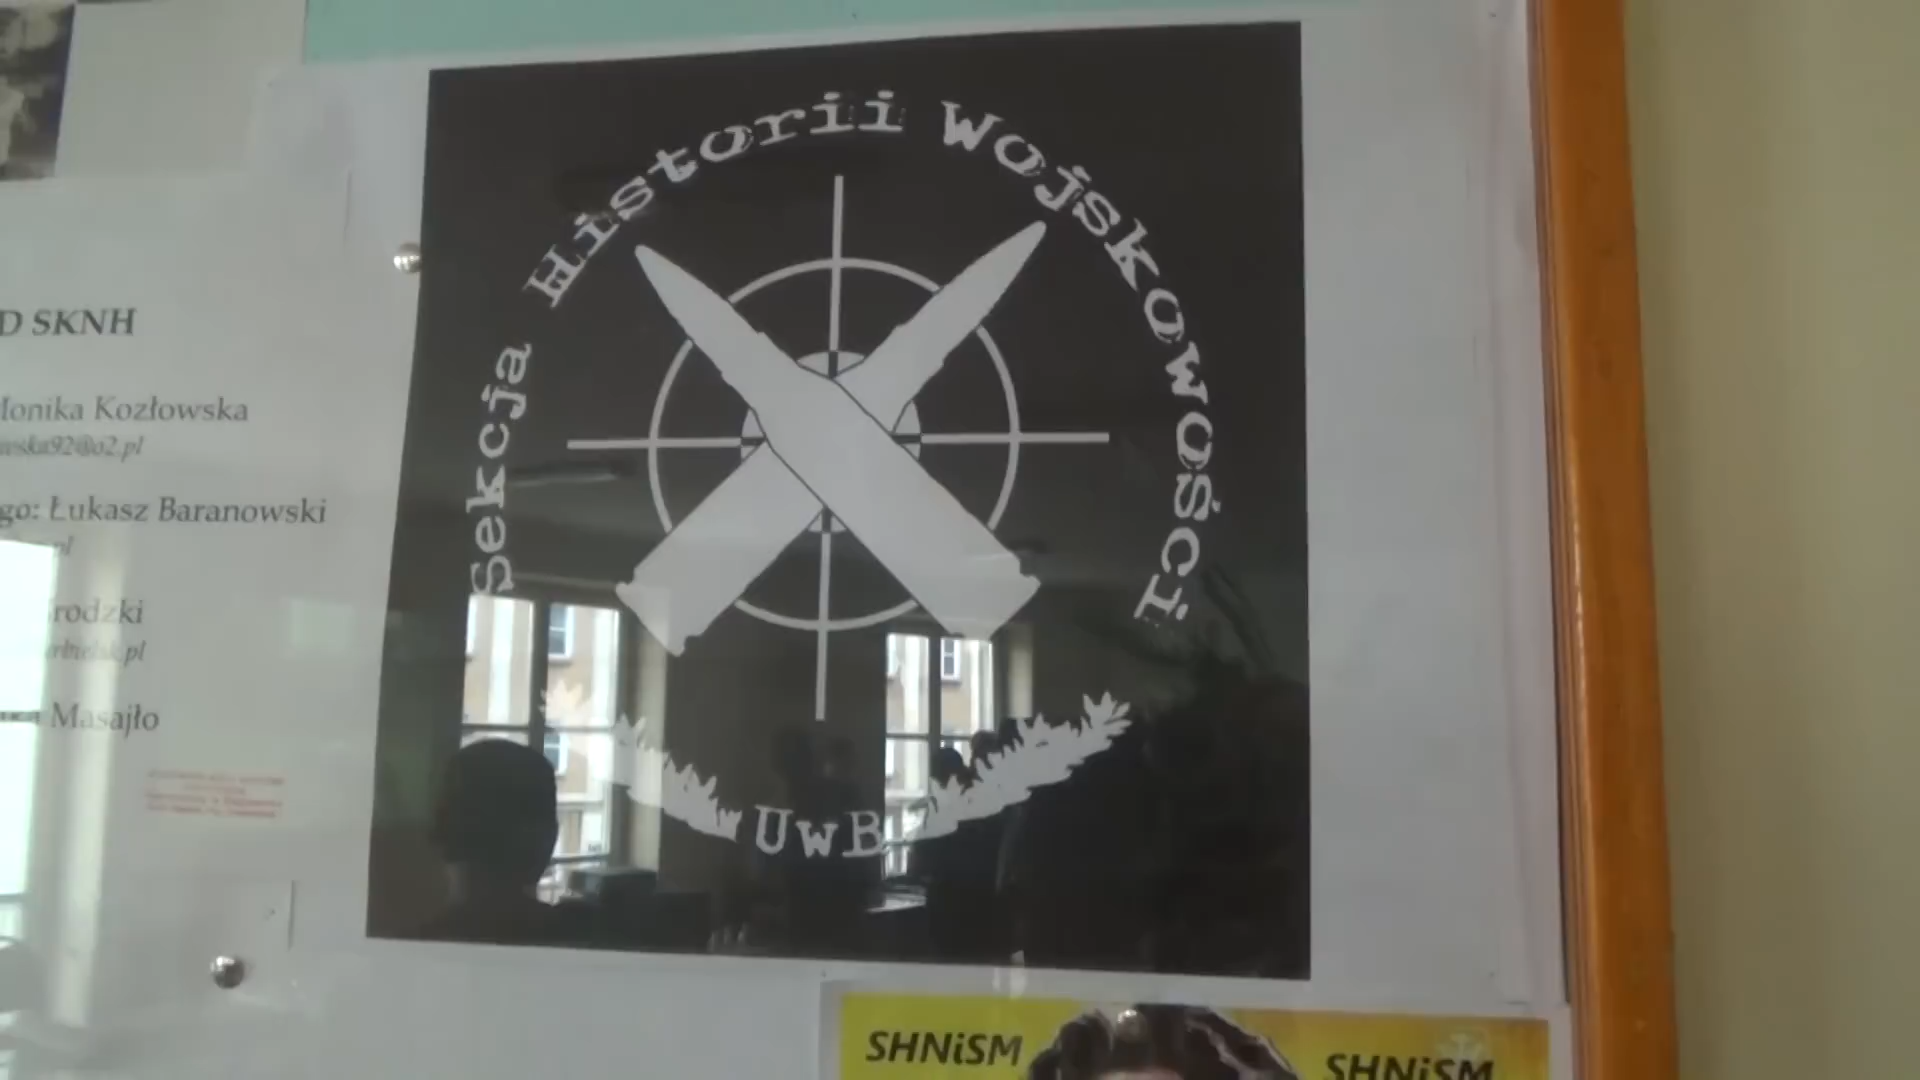 D SKNH
Monika Kozłowska
go: Łukasz Baranowski
rodzki
Masajło
Sekcja Historii Wojskowości
UwB
SHNiSM
SHNiSM